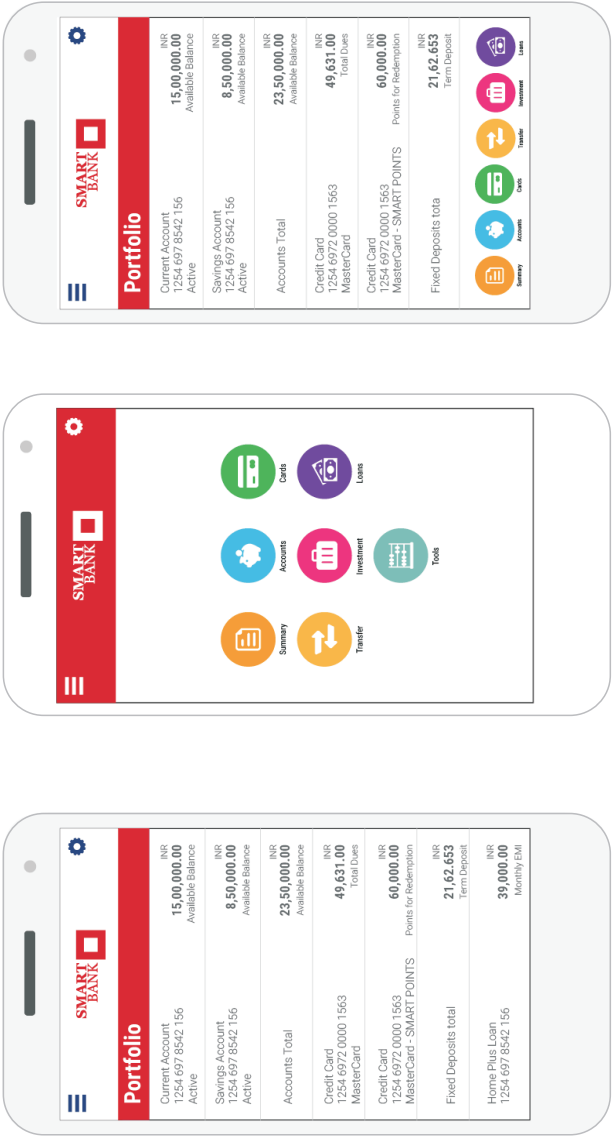 SMART
BANK
Portfolio
Current Account INR
1254 697 8542 156 15,00,000.00
Active Available Balance
Savings Account INR
1254 697 8542 156 8,50,000.00
Active Available Balance
INR
Accounts Total 23,50,000.00
Available Balance
Credit Card INR
1254 6972 0000 1563 49,631.00
MasterCard Total Dues
Credit Card INR
1254 6972 0000 1563 60,000.00
MasterCard - SMART POINTS Points for Redemption
INR
Fixed Deposits total 21,62.653
Term Deposit
Home Plus Loan INR
1254 697 8542 156 39,000.00
Monthly EMI
SMART
BANK
Summary Accounts Cards
Transfer Investment Loans
Tools
SMART
BANK
Portfolio
Current Account INR
1254 697 8542 156 15,00,000.00
Active Available Balance
Savings Account INR
1254 697 8542 156 8,50,000.00
Active Available Balance
INR
Accounts Total 23,50,000.00
Available Balance
Credit Card INR
1254 6972 0000 1563 49,631.00
MasterCard Total Dues
Credit Card INR
1254 6972 0000 1563 60,000.00
MasterCard - SMART POINTS Points for Redemption
INR
Fixed Deposits tota 21,62.653
Term Deposit
Summary Accounts Cards Transfer Investment Loans